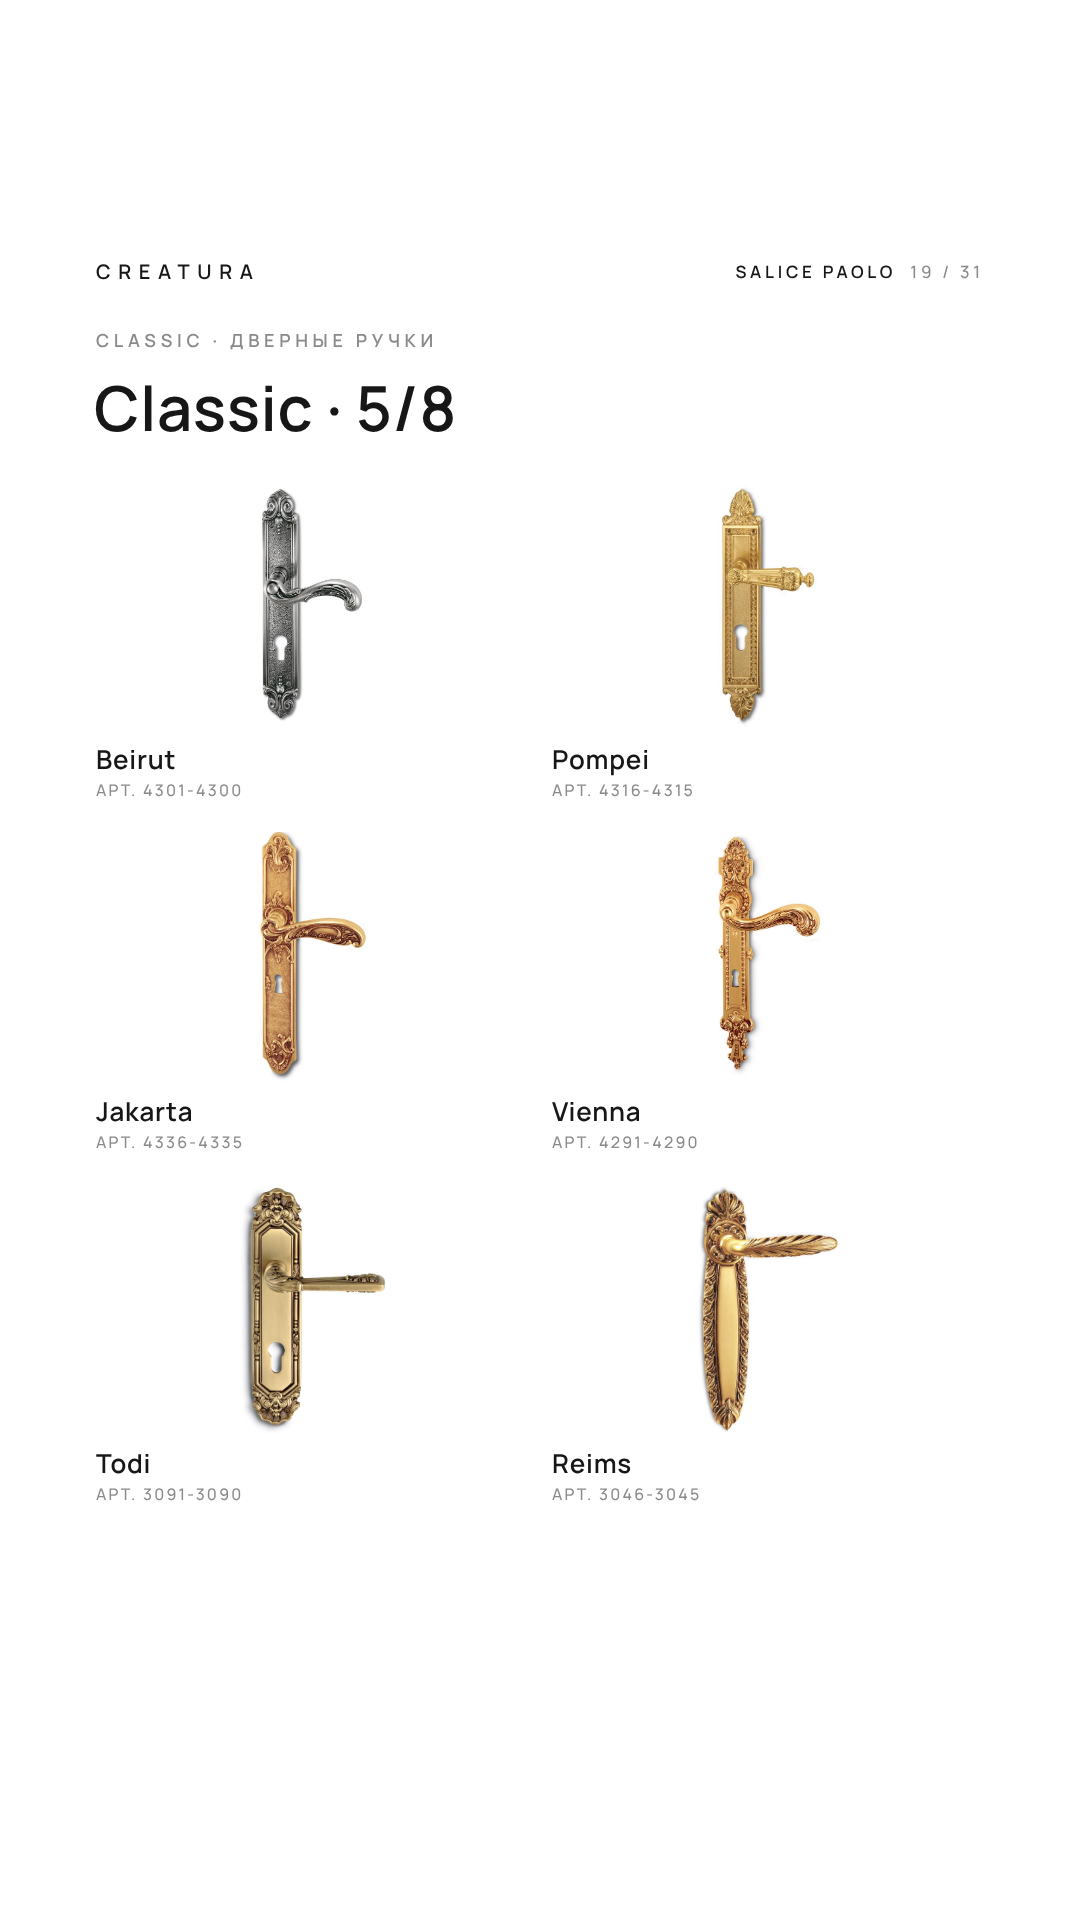 CREATURA
SALICE PAOLO 19 / 31
CLASSIC · ДВЕРНЫЕ РУЧКИ
Classic · 5/8
Beirut
АРТ. 4301-4300
Pompei
АРТ. 4316-4315
Jakarta
АРТ. 4336-4335
Vienna
АРТ. 4291-4290
Todi
АРТ. 3091-3090
Reims
АРТ. 3046-3045